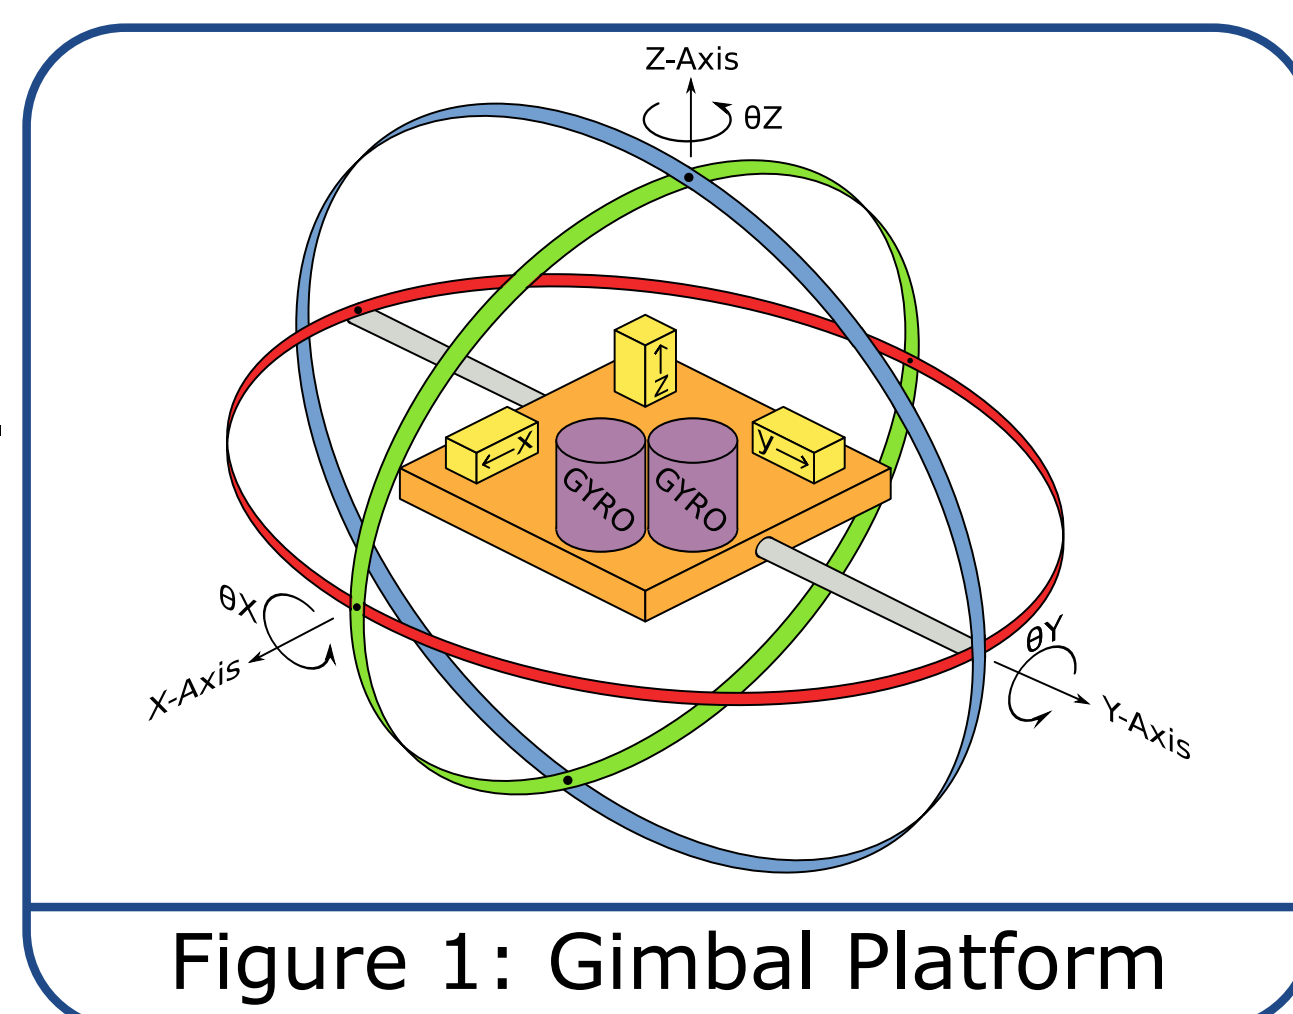 Z-Axis
θZ
z
x
y
GYRO
GYRO
θX
X-Axis
θY
Y-Axis
Figure 1: Gimbal Platform